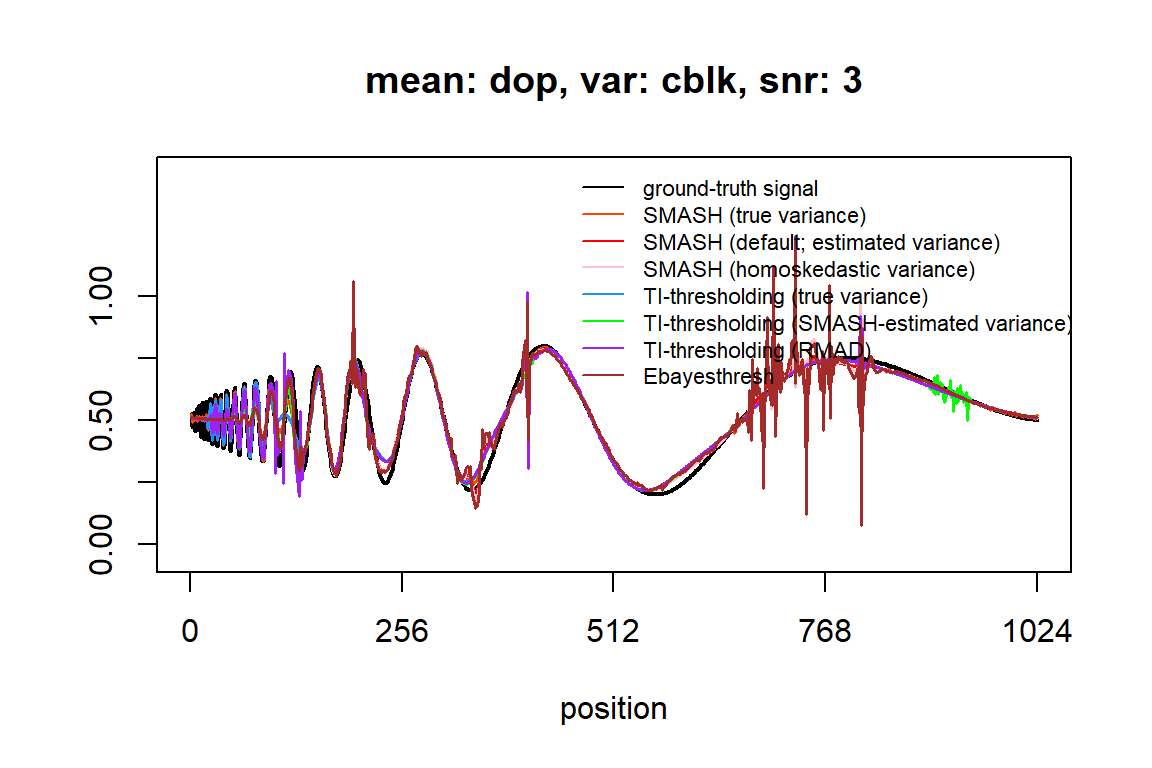 mean: dop, var: cblk, snr: 3
ground-truth signal
SMASH (true variance)
SMASH (default; estimated variance)
SMASH (homoskedastic variance)
TI-thresholding (true variance)
TI-thresholding (SMASH-estimated variance)
TI-thresholding (RMAD)
Ebayesthresh
1.00
0.50
0.00
0 256 512 768 1024
position